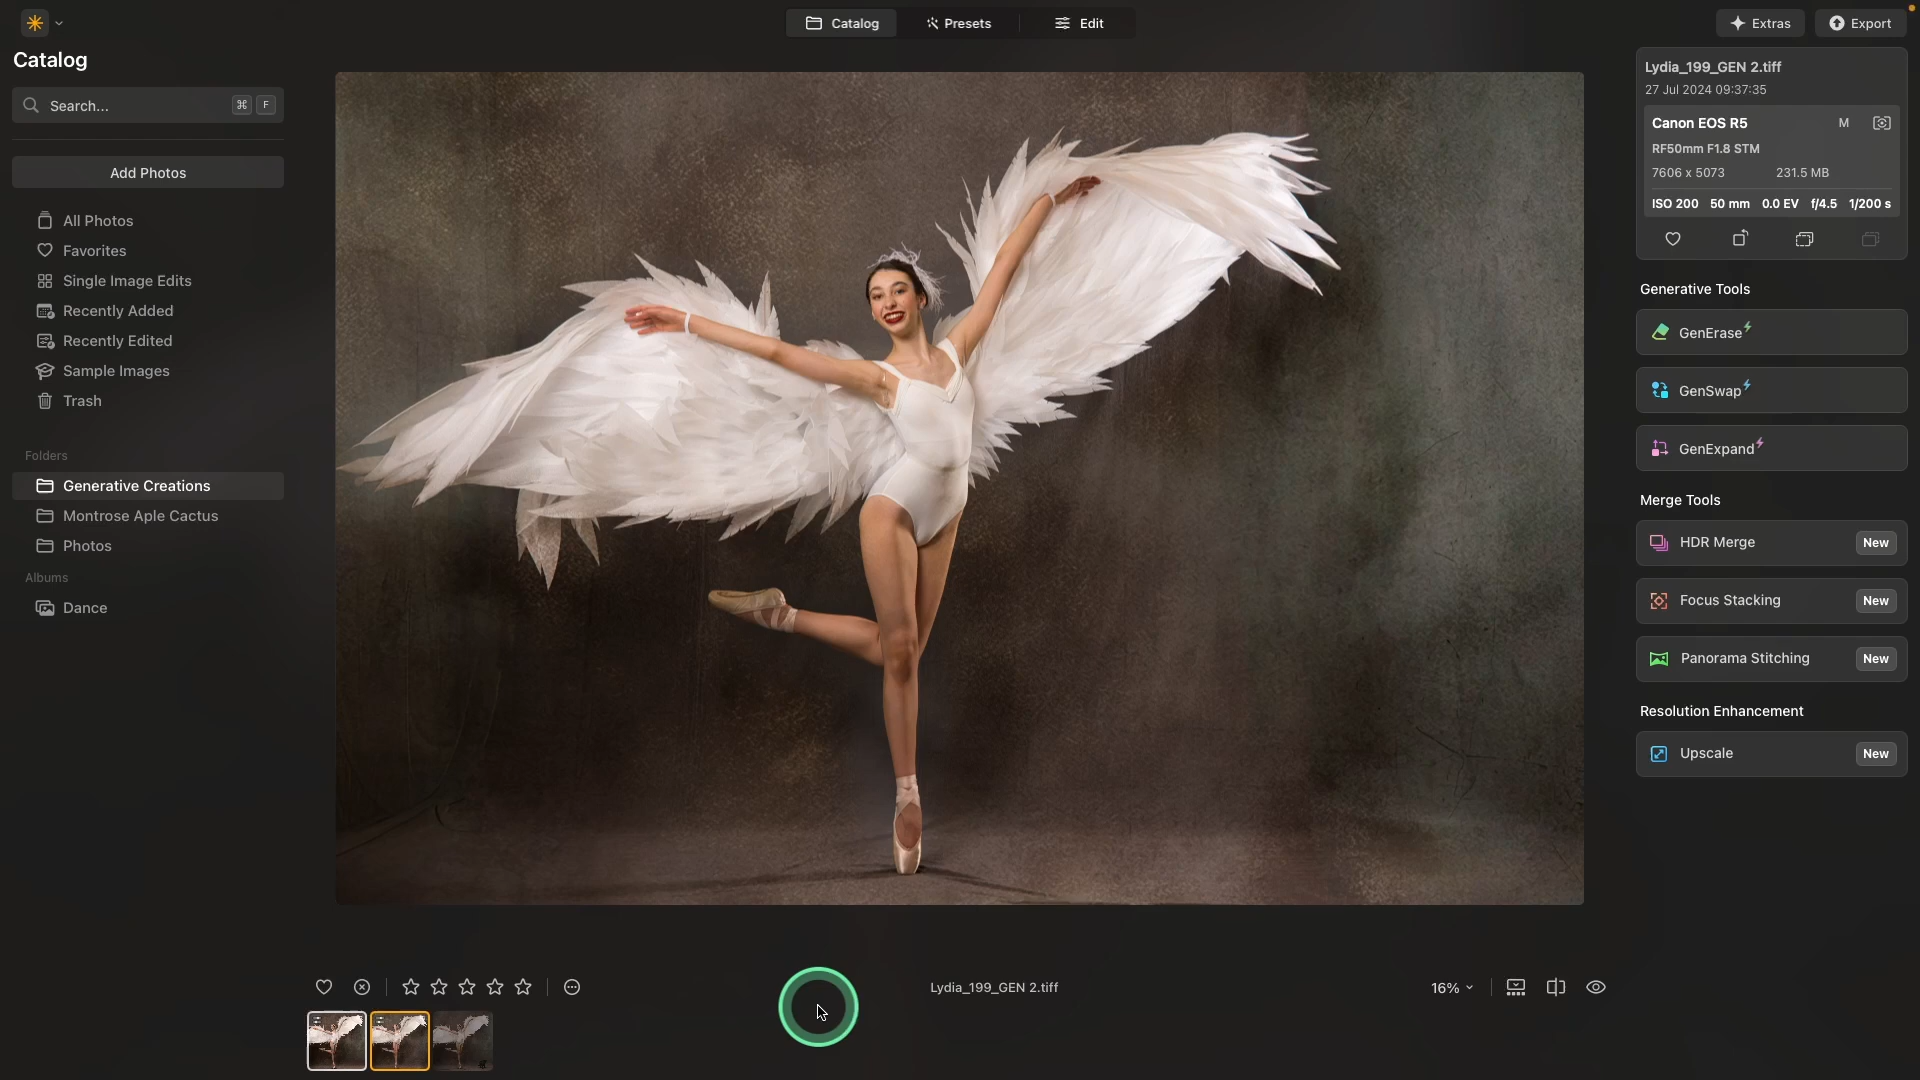 Catalog
Presets
Edit
Extras
Export
Catalog
Search...
⌘ F
Add Photos
All Photos
Favorites
Single Image Edits
Recently Added
Recently Edited
Sample Images
Trash
Folders
Generative Creations
Montrose Aple Cactus
Photos
Albums
Dance
Lydia_199_GEN 2.tiff
16%
Lydia_199_GEN 2.tiff
27 Jul 2024 09:37:35
Canon EOS R5 M
RF50mm F1.8 STM
7606 x 5073 231.5 MB
ISO 200 50 mm 0.0 EV f/4.5 1/200 s
Generative Tools
GenErase
GenSwap
GenExpand
Merge Tools
HDR Merge New
Focus Stacking New
Panorama Stitching New
Resolution Enhancement
Upscale New